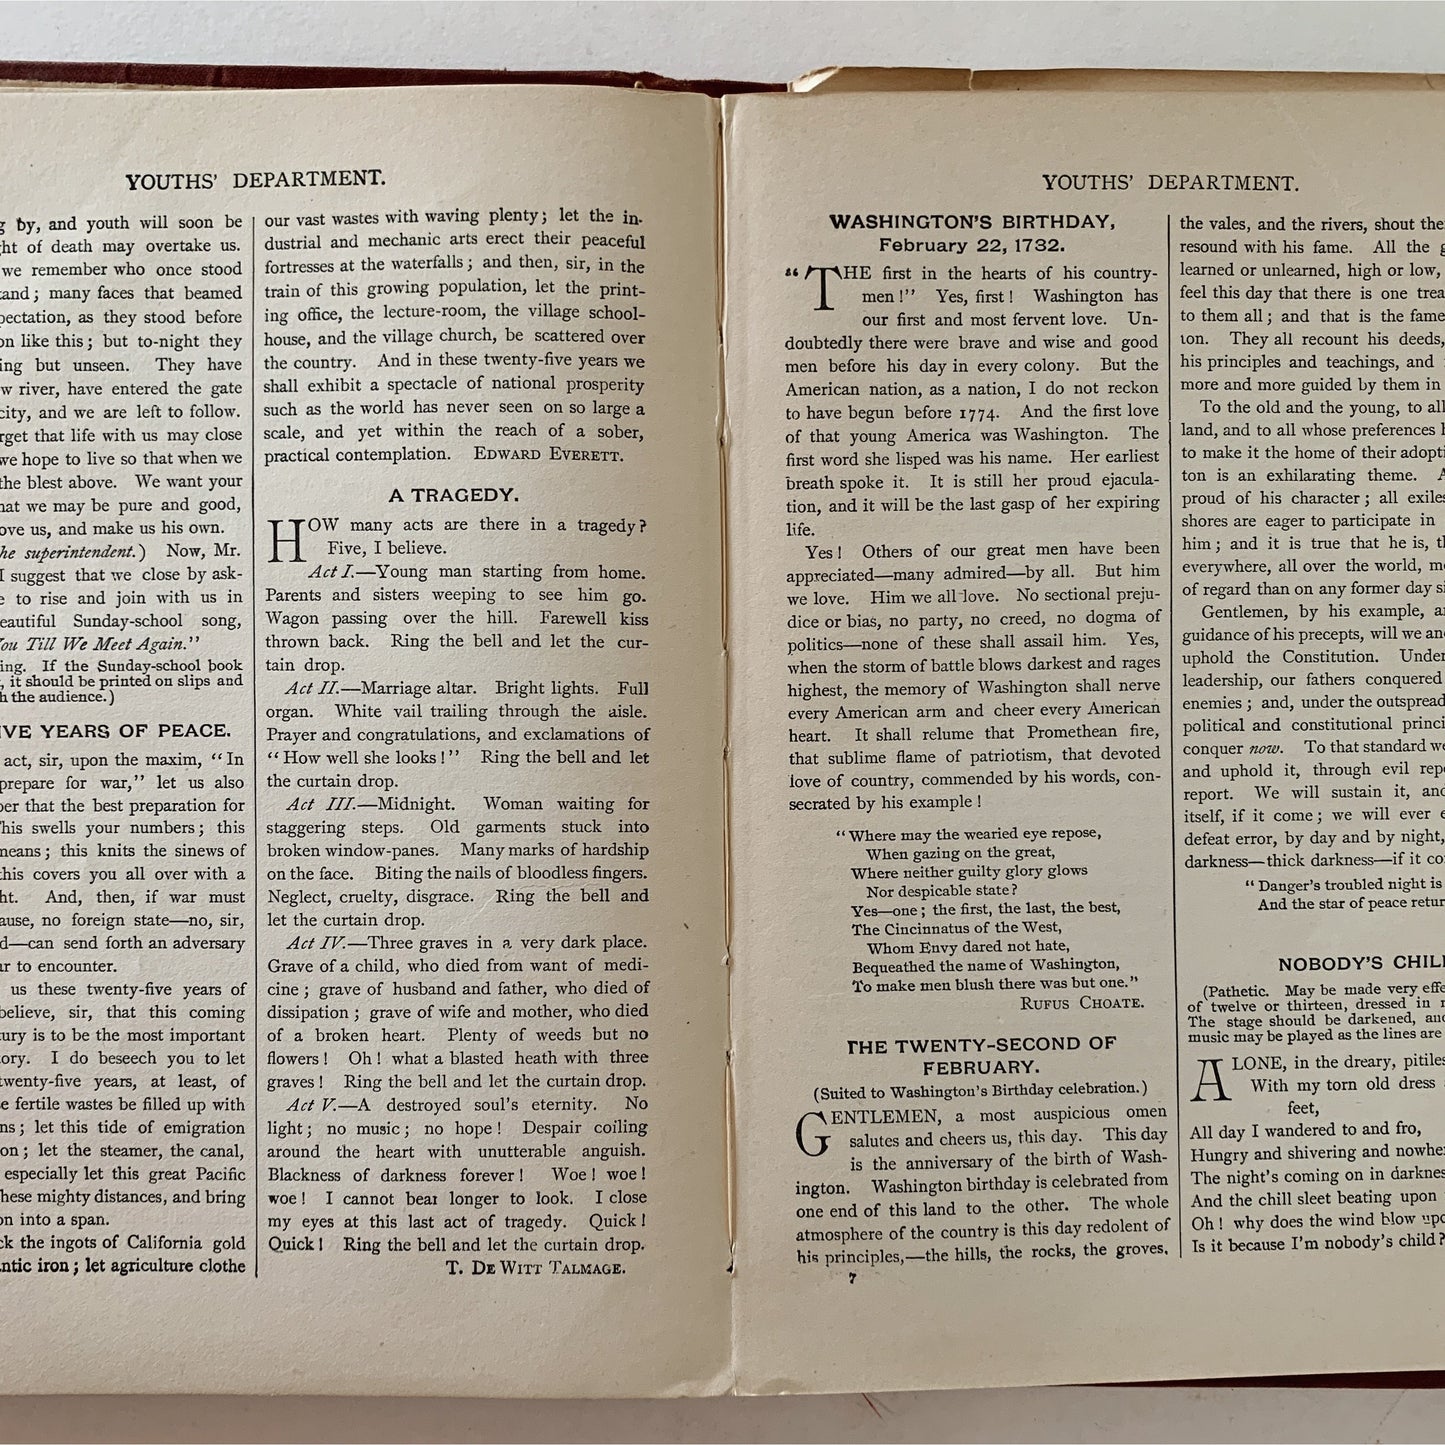 YOUTHS' DEPARTMENT.
by, and youth will soon be
of death may overtake us.
we remember who once stood
; many faces that beamed
, as they stood before
like this; but to-night they
but unseen. They have
river, have entered the gate
city, and we are left to follow.
that life with us may close
we hope to live so that when we
the blest above. We want your
that we may be pure and good,
us, and make us his own.
superintendent.) Now, Mr.
I suggest that we close by ask-
to rise and join with us in
Sunday-school song,
Till We Meet Again."
If the Sunday-school book
, it should be printed on slips and
the audience.)
YEARS OF PEACE.
act, sir, upon the maxim, "In
prepare for war," let us also
that the best preparation for
This swells your numbers; this
means; this knits the sinews of
this covers you all over with a
And, then, if war must
no foreign state—no, sir,
—can send forth an adversary
to encounter.
us these twenty-five years of
believe, sir, that this coming
is to be the most important
I do beseech you to let
twenty-five years, at least, of
fertile wastes be filled up with
; let this tide of emigration
; let the steamer, the canal,
especially let this great Pacific
these mighty distances, and bring
into a span.
the ingots of California gold
iron; let agriculture clothe
our vast wastes with waving plenty; let the in-
dustrial and mechanic arts erect their peaceful
fortresses at the waterfalls; and then, sir, in the
train of this growing population, let the print-
ing office, the lecture-room, the village school-
house, and the village church, be scattered over
the country. And in these twenty-five years we
shall exhibit a spectacle of national prosperity
such as the world has never seen on so large a
scale, and yet within the reach of a sober,
practical contemplation. EDWARD EVERETT.
A TRAGEDY.
HOW many acts are there in a tragedy?
Five, I believe.
Act I.—Young man starting from home.
Parents and sisters weeping to see him go.
Wagon passing over the hill. Farewell kiss
thrown back. Ring the bell and let the cur-
tain drop.
Act II.—Marriage altar. Bright lights. Full
organ. White vail trailing through the aisle.
Prayer and congratulations, and exclamations of
"How well she looks!" Ring the bell and let
the curtain drop.
Act III.—Midnight. Woman waiting for
staggering steps. Old garments stuck into
broken window-panes. Many marks of hardship
on the face. Biting the nails of bloodless fingers.
Neglect, cruelty, disgrace. Ring the bell and
let the curtain drop.
Act IV.—Three graves in a very dark place.
Grave of a child, who died from want of medi-
cine; grave of husband and father, who died of
dissipation; grave of wife and mother, who died
of a broken heart. Plenty of weeds but no
flowers! Oh! what a blasted heath with three
graves! Ring the bell and let the curtain drop.
Act V.—A destroyed soul's eternity. No
light; no music; no hope! Despair coiling
around the heart with unutterable anguish.
Blackness of darkness forever! Woe! woe!
woe! I cannot bear longer to look. I close
my eyes at this last act of tragedy. Quick!
Quick! Ring the bell and let the curtain drop.
T. DE WITT TALMAGE.
YOUTHS' DEPARTMENT.
WASHINGTON'S BIRTHDAY,
February 22, 1732.
"THE first in the hearts of his country-
men!" Yes, first! Washington has
our first and most fervent love. Un-
doubtedly there were brave and wise and good
men before his day in every colony. But the
American nation, as a nation, I do not reckon
to have begun before 1774. And the first love
of that young America was Washington. The
first word she lisped was his name. Her earliest
breath spoke it. It is still her proud ejacula-
tion, and it will be the last gasp of her expiring
life.
Yes! Others of our great men have been
appreciated—many admired—by all. But him
we love. Him we all love. No sectional preju-
dice or bias, no party, no creed, no dogma of
politics—none of these shall assail him. Yes,
when the storm of battle blows darkest and rages
highest, the memory of Washington shall nerve
every American arm and cheer every American
heart. It shall relume that Promethean fire,
that sublime flame of patriotism, that devoted
love of country, commended by his words, con-
secrated by his example!
"Where may the wearied eye repose,
When gazing on the great,
Where neither guilty glory glows
Nor despicable state?
Yes—one; the first, the last, the best,
The Cincinnatus of the West,
Whom Envy dared not hate,
Bequeathed the name of Washington,
To make men blush there was but one."
RUFUS CHOATE.
THE TWENTY-SECOND OF
FEBRUARY.
(Suited to Washington's Birthday celebration.)
GENTLEMEN, a most auspicious omen
salutes and cheers us, this day. This day
is the anniversary of the birth of Wash-
ington. Washington birthday is celebrated from
one end of this land to the other. The whole
atmosphere of the country is this day redolent of
his principles,—the hills, the rocks, the groves,
7
the vales, and the rivers, shout
resound with his fame. All the
learned or unlearned, high or low,
feel this day that there is one
to them all; and that is the fame
ton. They all recount his deeds,
his principles and teachings, and
more and more guided by them in
To the old and the young, to all
land, and to all whose preferences
to make it the home of their
ton is an exhilarating theme.
proud of his character; all
shores are eager to participate in
him; and it is true that he is,
everywhere, all over the world,
of regard than on any former day
Gentlemen, by his example,
guidance of his precepts, will we
uphold the Constitution. Under
leadership, our fathers conquered
enemies; and, under the outspread
political and constitutional
conquer now. To that standard we
and uphold it, through evil
report. We will sustain it, and
itself, if it come; we will ever
defeat error, by day and by night,
darkness—thick darkness—if it
"Danger's troubled night is
And the star of peace
NOBODY'S CHILD
(Pathetic. May be made very
of twelve or thirteen, dressed in
The stage should be darkened,
music may be played as the lines are
ALONE, in the dreary,
With my torn old dress
feet,
All day I wandered to and fro,
Hungry and shivering and
The night's coming on in
And the chill sleet beating upon
Oh! why does the wind blow
Is it because I'm nobody's child?